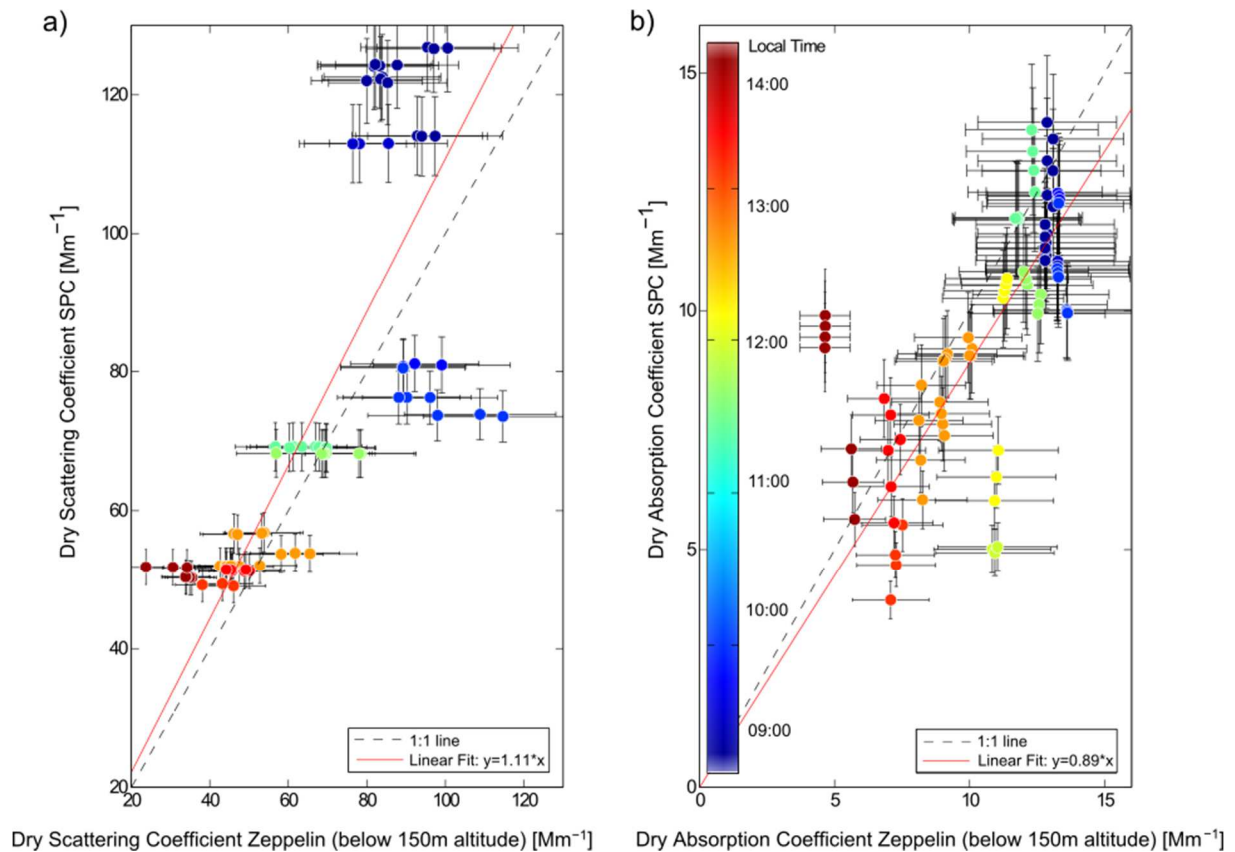 a)
Dry Scattering Coefficient SPC [Mm⁻¹]
120
100
80
60
40
20
20
40
60
80
100
120
1:1 line
Linear Fit: y=1.11*x
Dry Scattering Coefficient Zeppelin (below 150m altitude) [Mm⁻¹]
b)
Dry Absorption Coefficient SPC [Mm⁻¹]
15
10
5
0
0
5
10
15
Local Time
14:00
13:00
12:00
11:00
10:00
09:00
1:1 line
Linear Fit: y=0.89*x
Dry Absorption Coefficient Zeppelin (below 150m altitude) [Mm⁻¹]